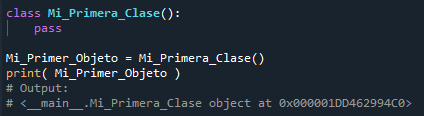 class Mi_Primera_Clase():
    pass

Mi_Primer_Objeto = Mi_Primera_Clase()
print( Mi_Primer_Objeto )
# Output:
# <__main__.Mi_Primera_Clase object at 0x000001DD462994C0>